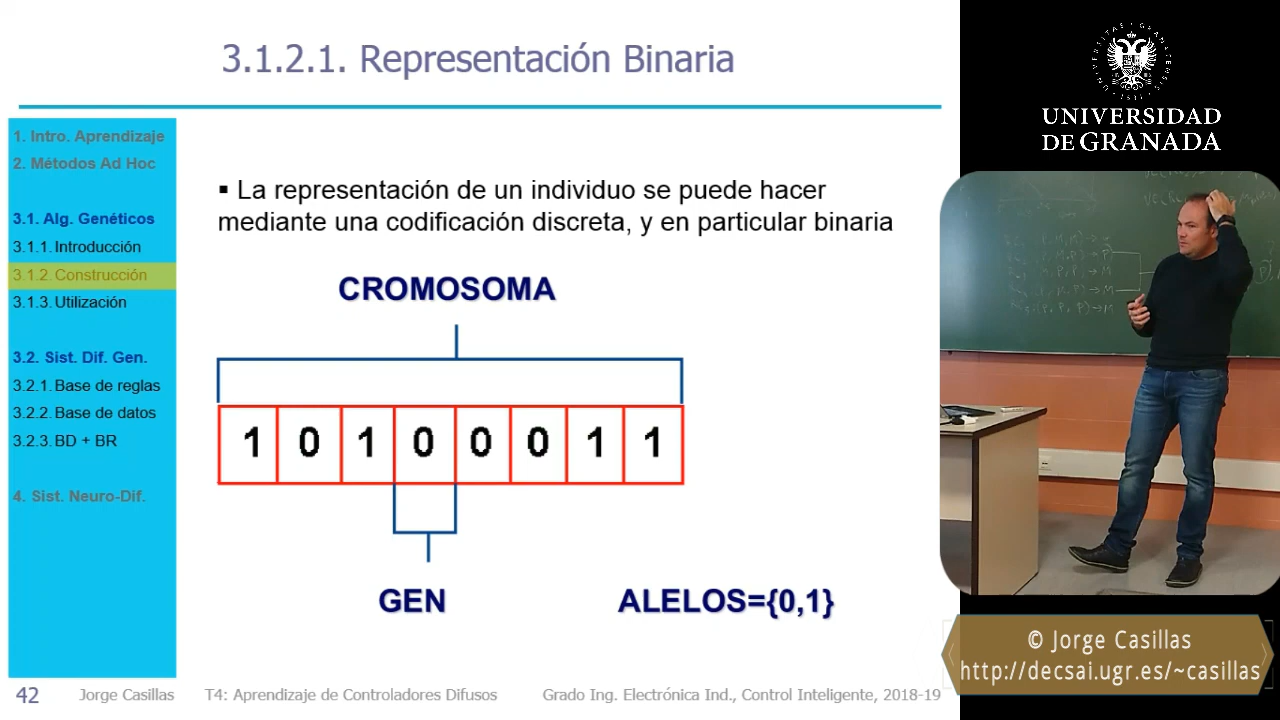 3.1.2.1. Representación Binaria
1. Intro. Aprendizaje
2. Métodos Ad Hoc
3.1. Alg. Genéticos
3.1.1. Introducción
3.1.2. Construcción
3.1.3. Utilización
3.2. Sist. Dif. Gen.
3.2.1. Base de reglas
3.2.2. Base de datos
3.2.3. BD + BR
4. Sist. Neuro-Dif.
▪ La representación de un individuo se puede hacer
mediante una codificación discreta, y en particular binaria
CROMOSOMA
1 0 1 0 0 0 1 1
GEN
ALELOS={0,1}
42 Jorge Casillas T4: Aprendizaje de Controladores Difusos Grado Ing. Electrónica Ind., Control Inteligente, 2018-19
UNIVERSIDAD
DE GRANADA
© Jorge Casillas
http://decsai.ugr.es/~casillas